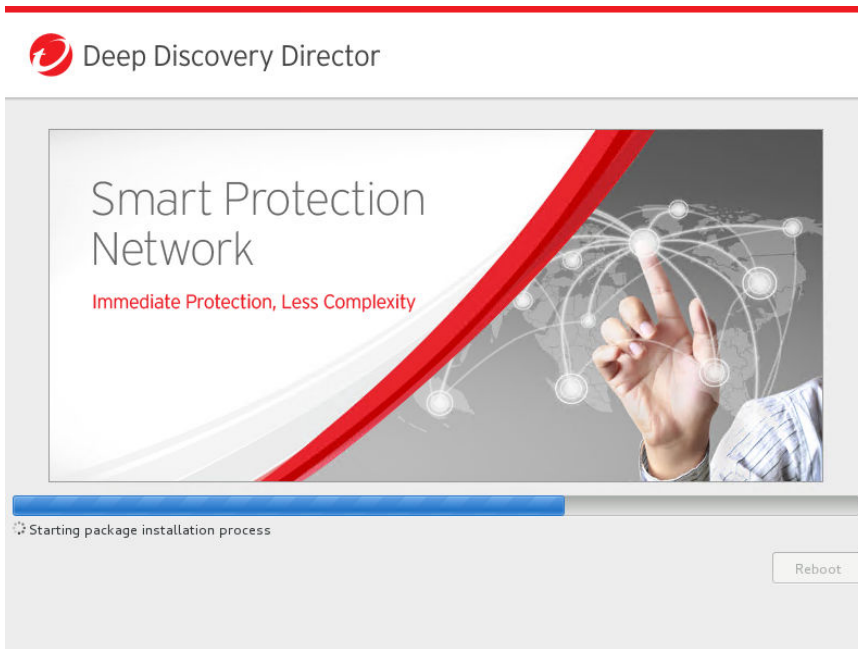 Deep Discovery Director
Smart Protection
Network
Immediate Protection, Less Complexity
Starting package installation process
Reboot